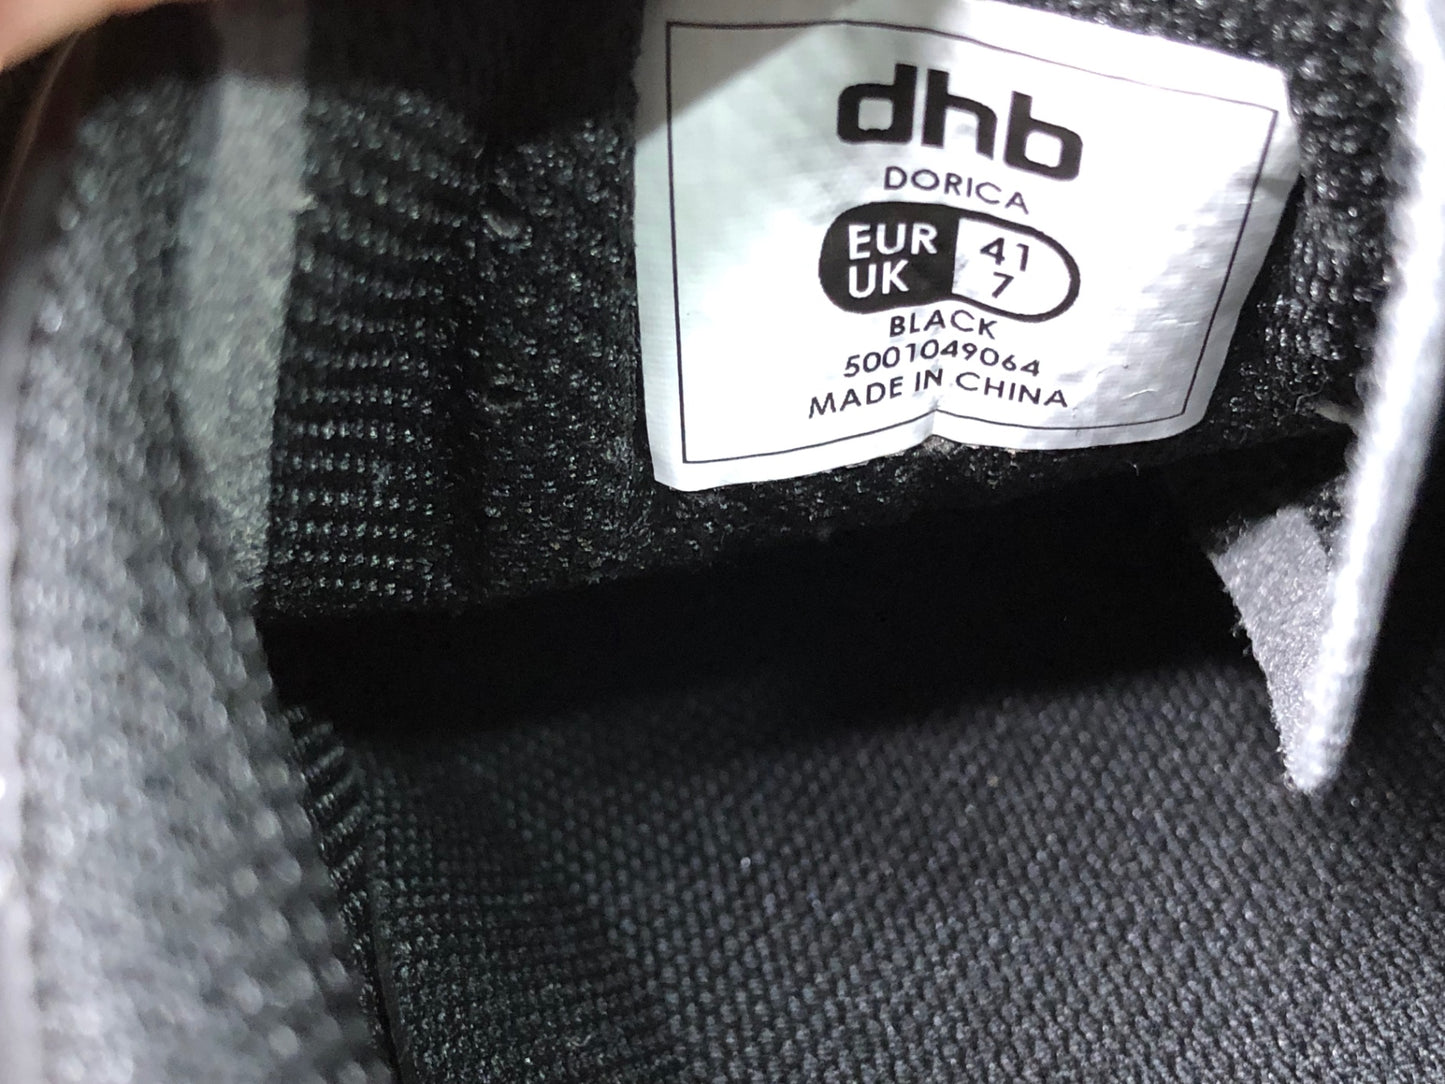 dhb
DORICA
EUR 41
UK 7
BLACK
5001049064
MADE IN CHINA